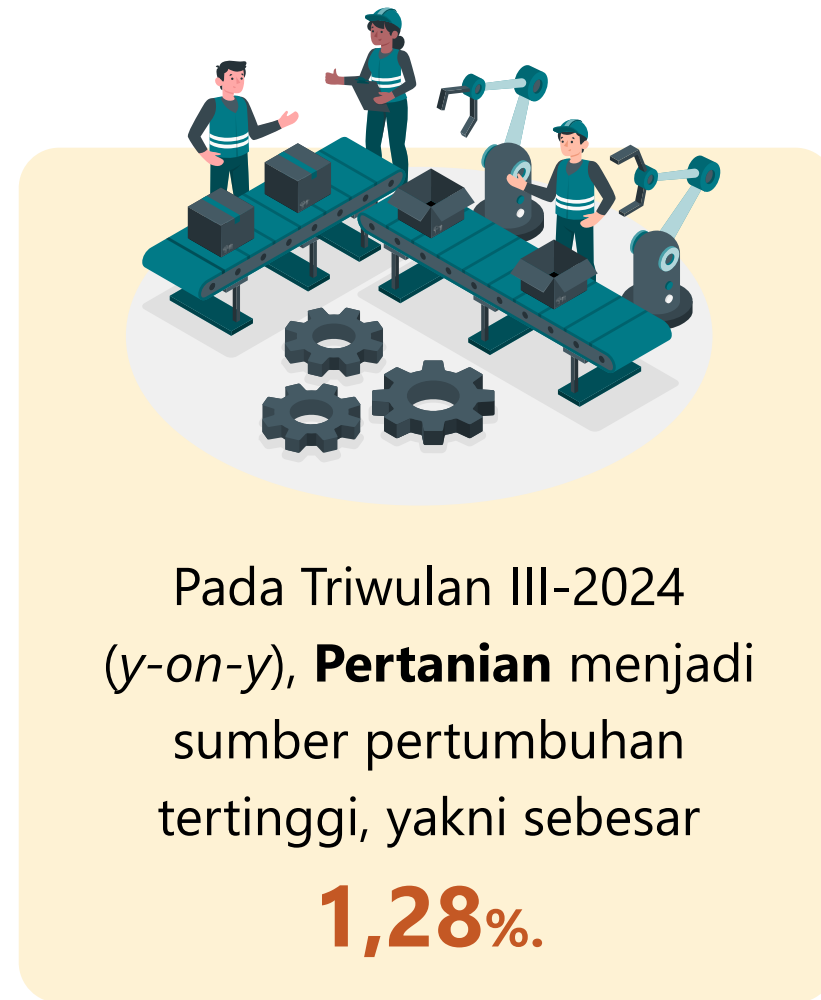 Pada Triwulan III-2024
(y-on-y), Pertanian menjadi
sumber pertumbuhan
tertinggi, yakni sebesar
1,28%.